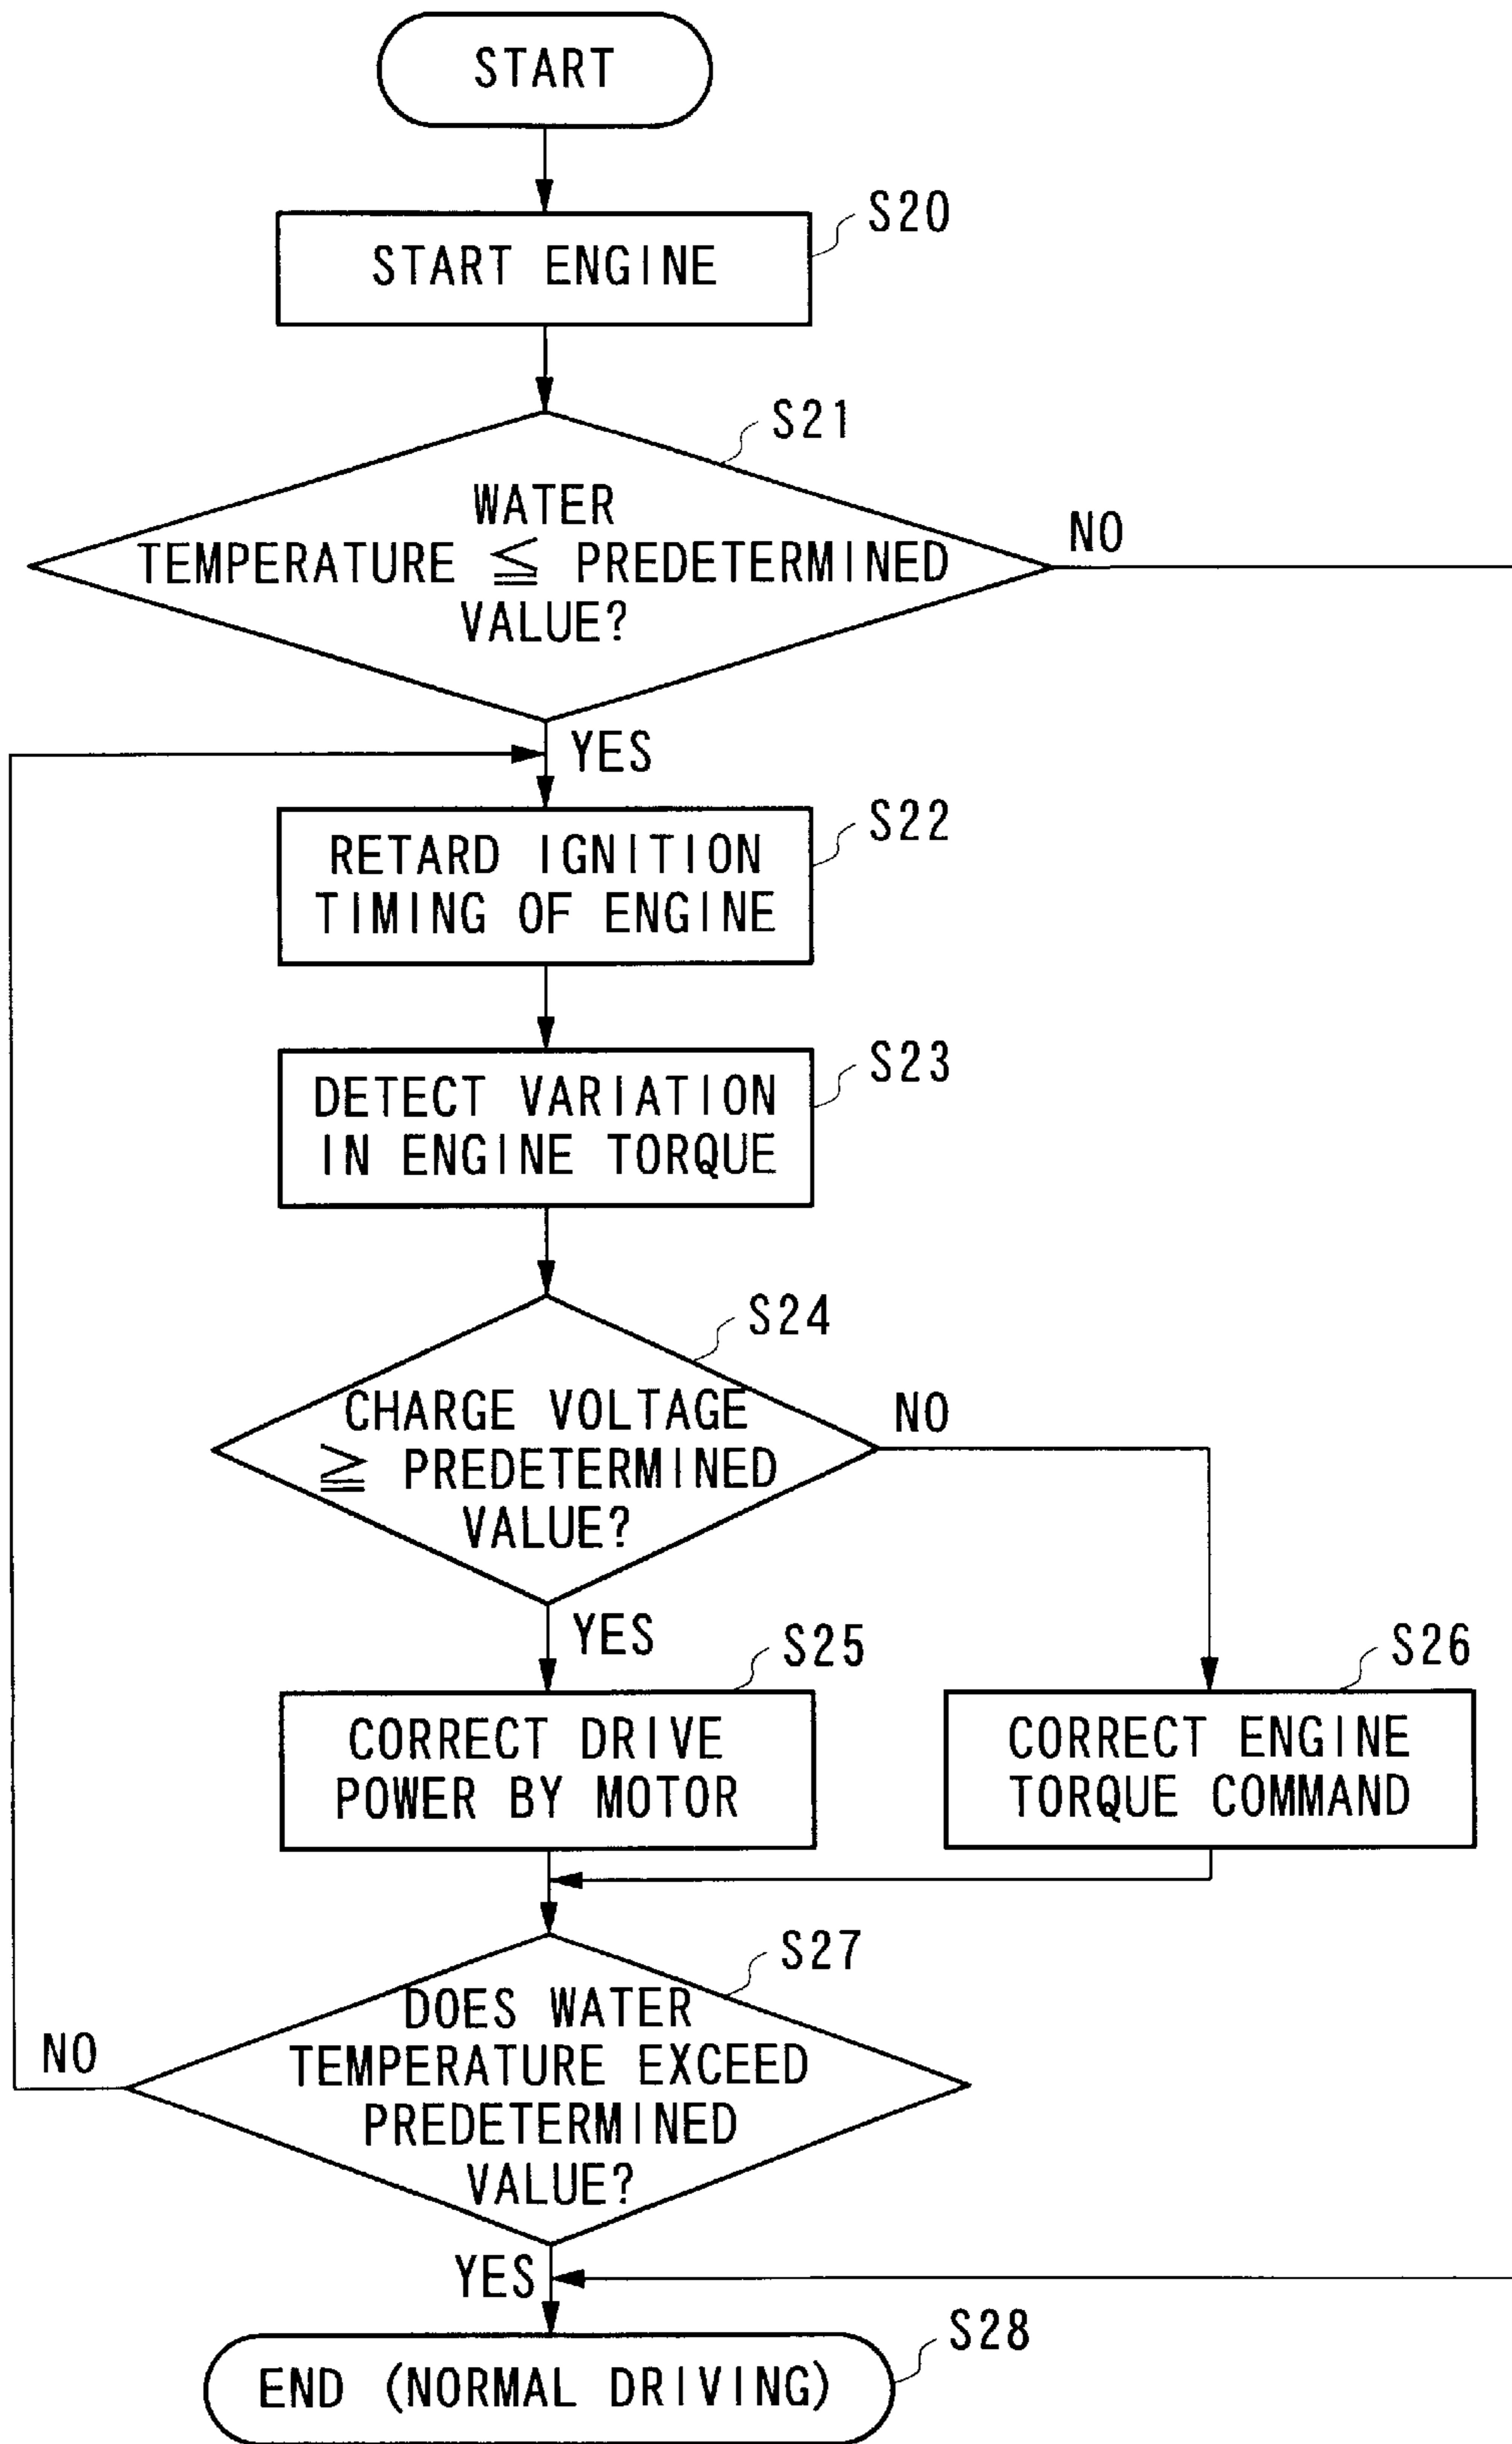 START
S20
START ENGINE
S21
WATER
TEMPERATURE ≦ PREDETERMINED
VALUE?
NO
YES
S22
RETARD IGNITION
TIMING OF ENGINE
S23
DETECT VARIATION
IN ENGINE TORQUE
S24
CHARGE VOLTAGE
≧ PREDETERMINED
VALUE?
NO
YES
S25
CORRECT DRIVE
POWER BY MOTOR
S26
CORRECT ENGINE
TORQUE COMMAND
S27
DOES WATER
TEMPERATURE EXCEED
PREDETERMINED
VALUE?
NO
YES
S28
END (NORMAL DRIVING)